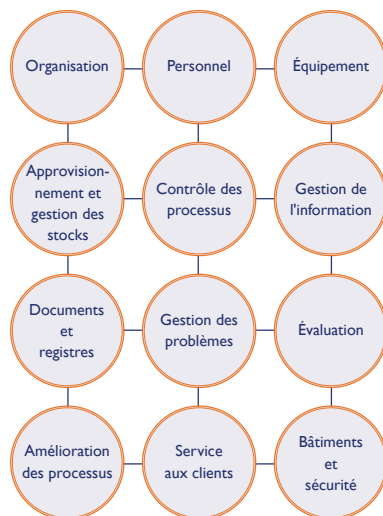 Organisation
Personnel
Équipement
Approvision-
nement et
gestion des
stocks
Contrôle des
processus
Gestion de
l'information
Documents
et
registres
Gestion des
problèmes
Évaluation
Amélioration
des processus
Service
aux clients
Bâtiments
et
sécurité